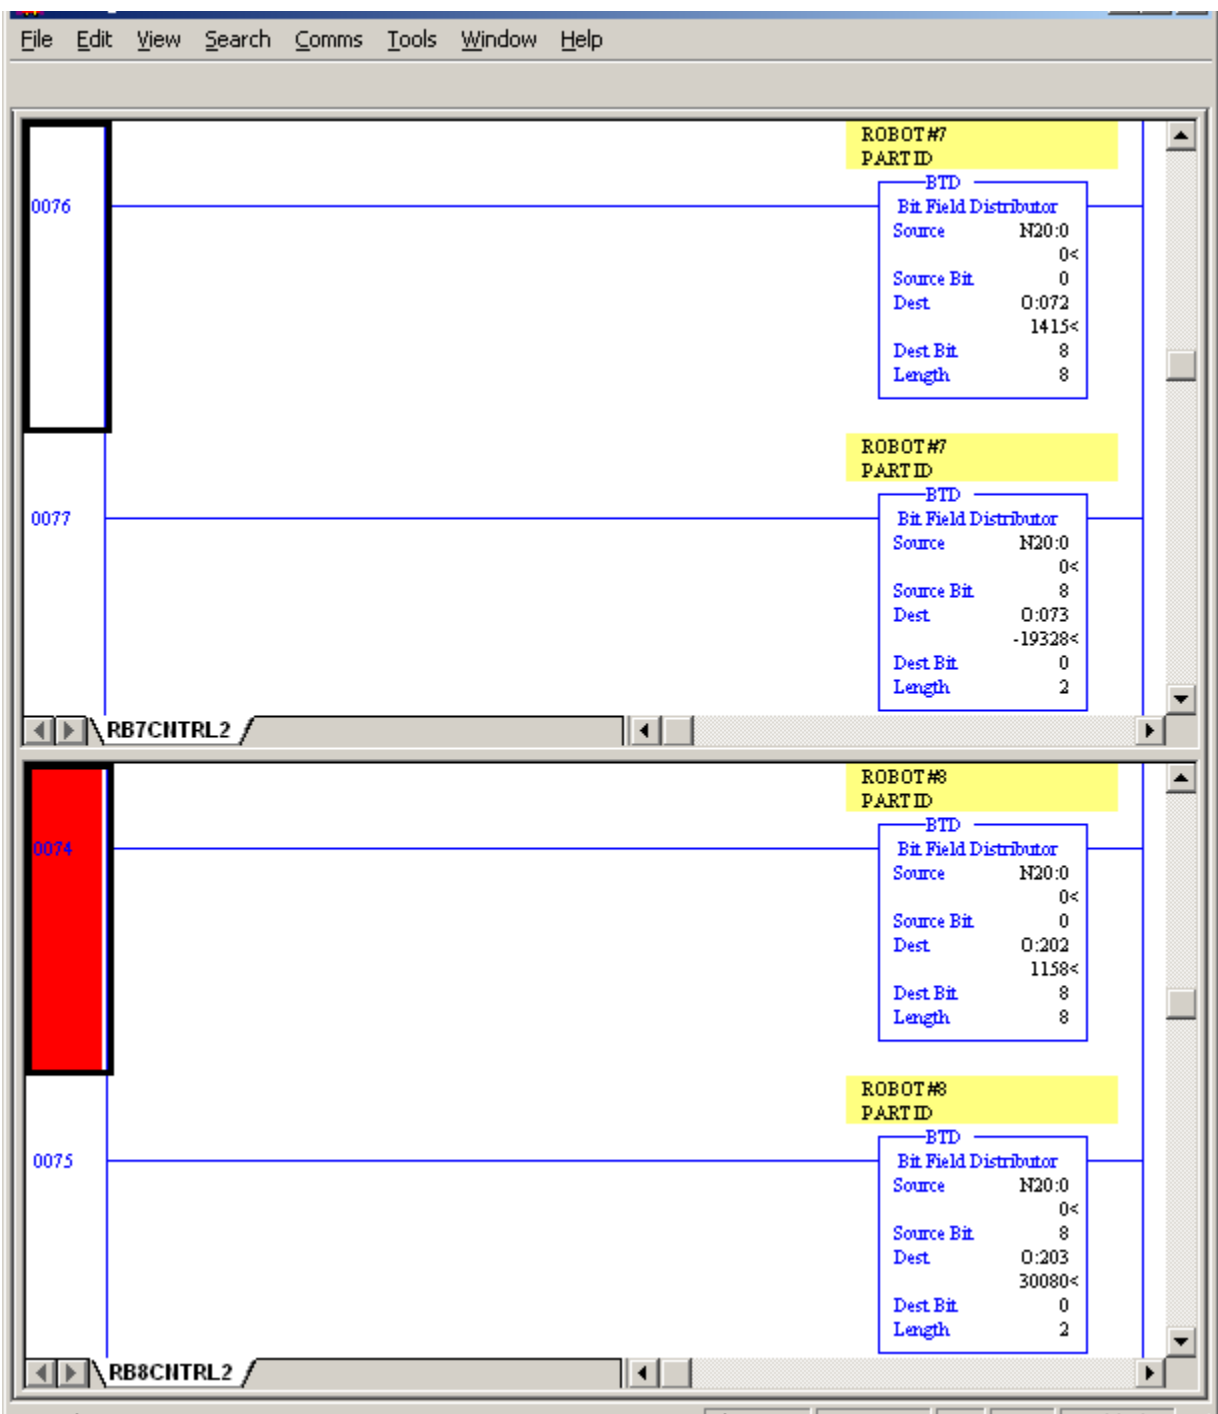 File Edit View Search Comms Tools Window Help
ROBOT #7
PART ID
BTD
0076
Bit Field Distributor
Source N20:0
0<
Source Bit 0
Dest O:072
1415<
Dest Bit 8
Length 8
ROBOT #7
PART ID
BTD
0077
Bit Field Distributor
Source N20:0
0<
Source Bit 8
Dest O:073
-19328<
Dest Bit 0
Length 2
RB7CNTRL2
ROBOT #8
PART ID
BTD
0074
Bit Field Distributor
Source N20:0
0<
Source Bit 0
Dest O:202
1158<
Dest Bit 8
Length 8
ROBOT #8
PART ID
BTD
0075
Bit Field Distributor
Source N20:0
0<
Source Bit 8
Dest O:203
30080<
Dest Bit 0
Length 2
RB8CNTRL2